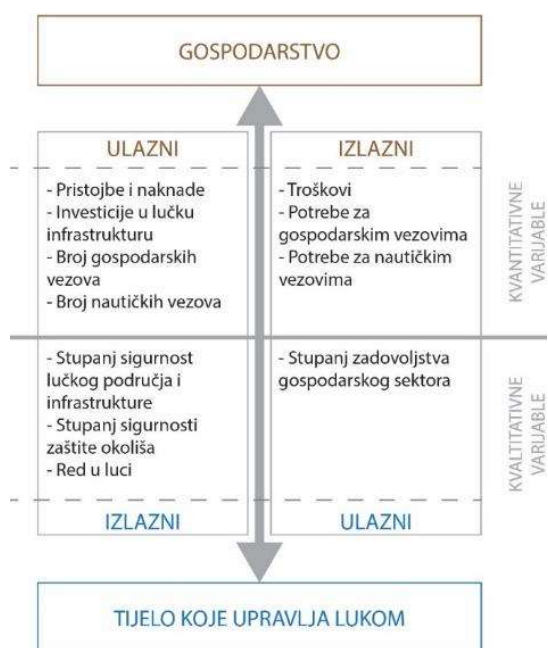 GOSPODARSTVO
ULAZNI
- Pristojbe i naknade
- Investicije u lučku
infrastrukturu
- Broj gospodarskih
vezova
- Broj nautičkih vezova
IZLAZNI
- Troškovi
- Potrebe za
gospodarskim vezovima
- Potrebe za nautičkim
vezovima
KVANTITATIVNE
VARIJABLE
- Stupanj sigurnost
lučkog područja i
infrastrukture
- Stupanj sigurnosti
zaštite okoliša
- Red u luci
IZLAZNI
- Stupanj zadovoljstva
gospodarskog sektora
ULAZNI
KVALTITATIVNE
VARIJABLE
TIJELO KOJE UPRAVLJA LUKOM